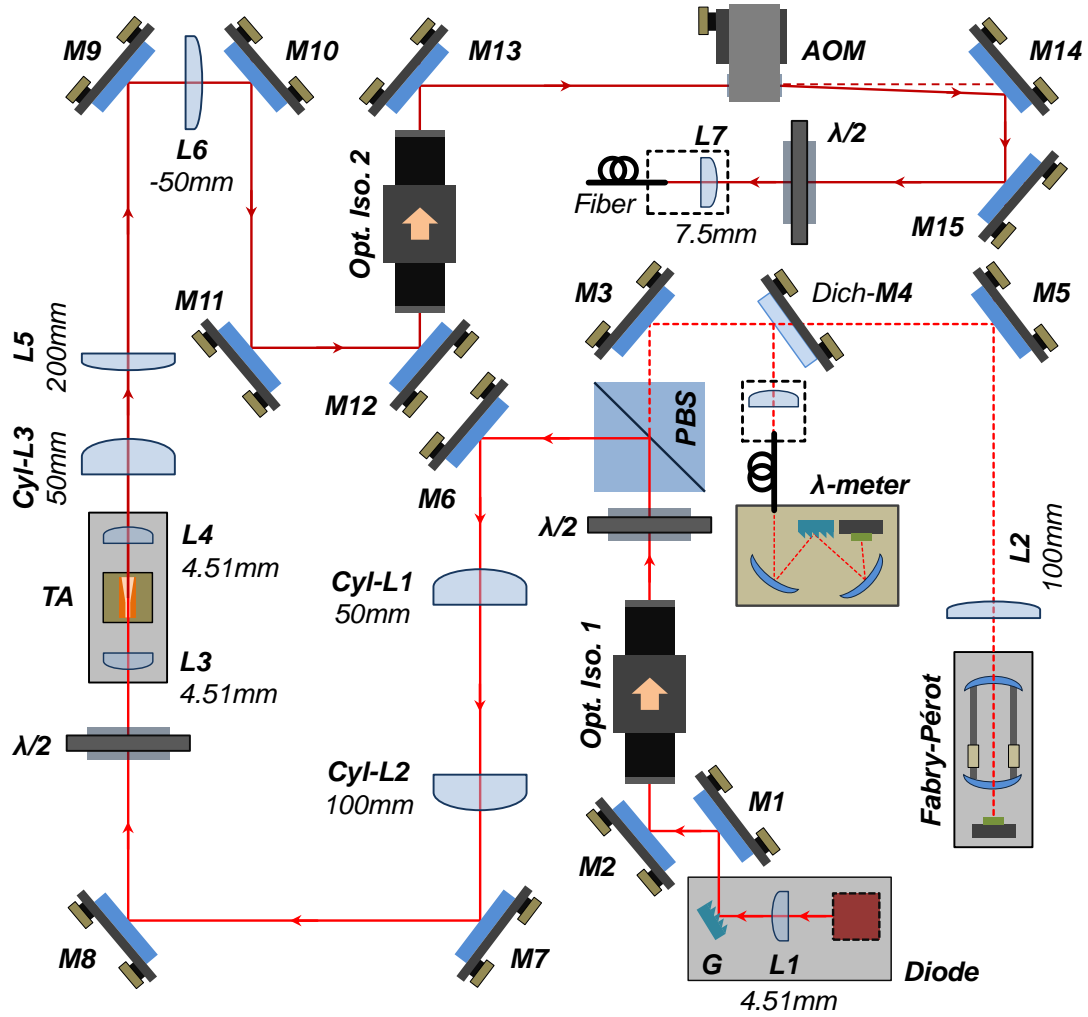 M9
M10
M13
AOM
M14
L6
-50mm
Opt. Iso. 2
L7
λ/2
Fiber
7.5mm
M15
M11
M3
Dich-M4
M5
L5
200mm
M12
M6
PBS
Cyl-L3
50mm
λ-meter
λ/2
L4
4.51mm
TA
L3
4.51mm
Cyl-L1
50mm
L2
100mm
Opt. Iso. 1
λ/2
Cyl-L2
100mm
M1
Fabry-Pérot
M2
M8
M7
G
L1
Diode
4.51mm